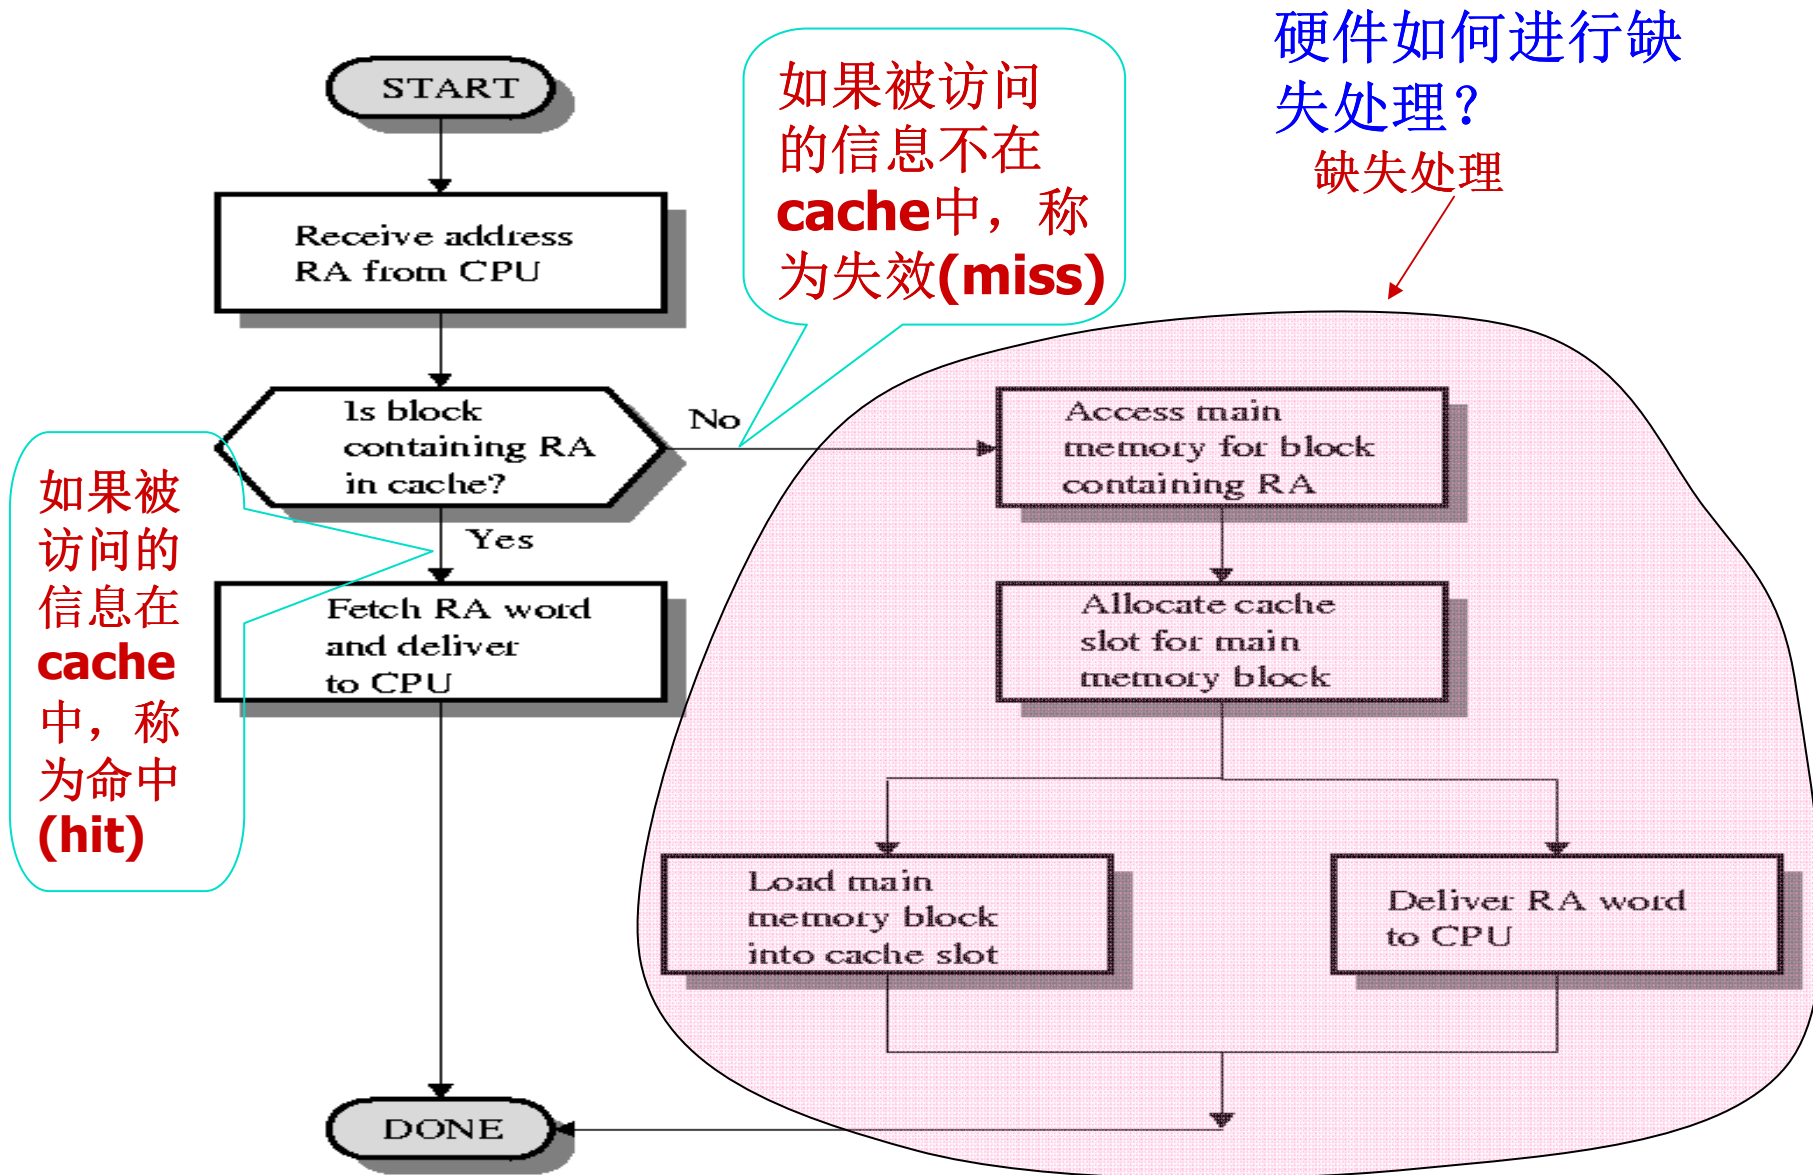 硬件如何进行缺
失处理？
缺失处理
如果被访问
的信息不在
cache中，称
为失效(miss)
START
Receive address
RA from CPU
Is block
containing RA
in cache?
No
Yes
如果被
访问的
信息在
cache
中，称
为命中
(hit)
Fetch RA word
and deliver
to CPU
Access main
memory for block
containing RA
Allocate cache
slot for main
memory block
Load main
memory block
into cache slot
Deliver RA word
to CPU
DONE